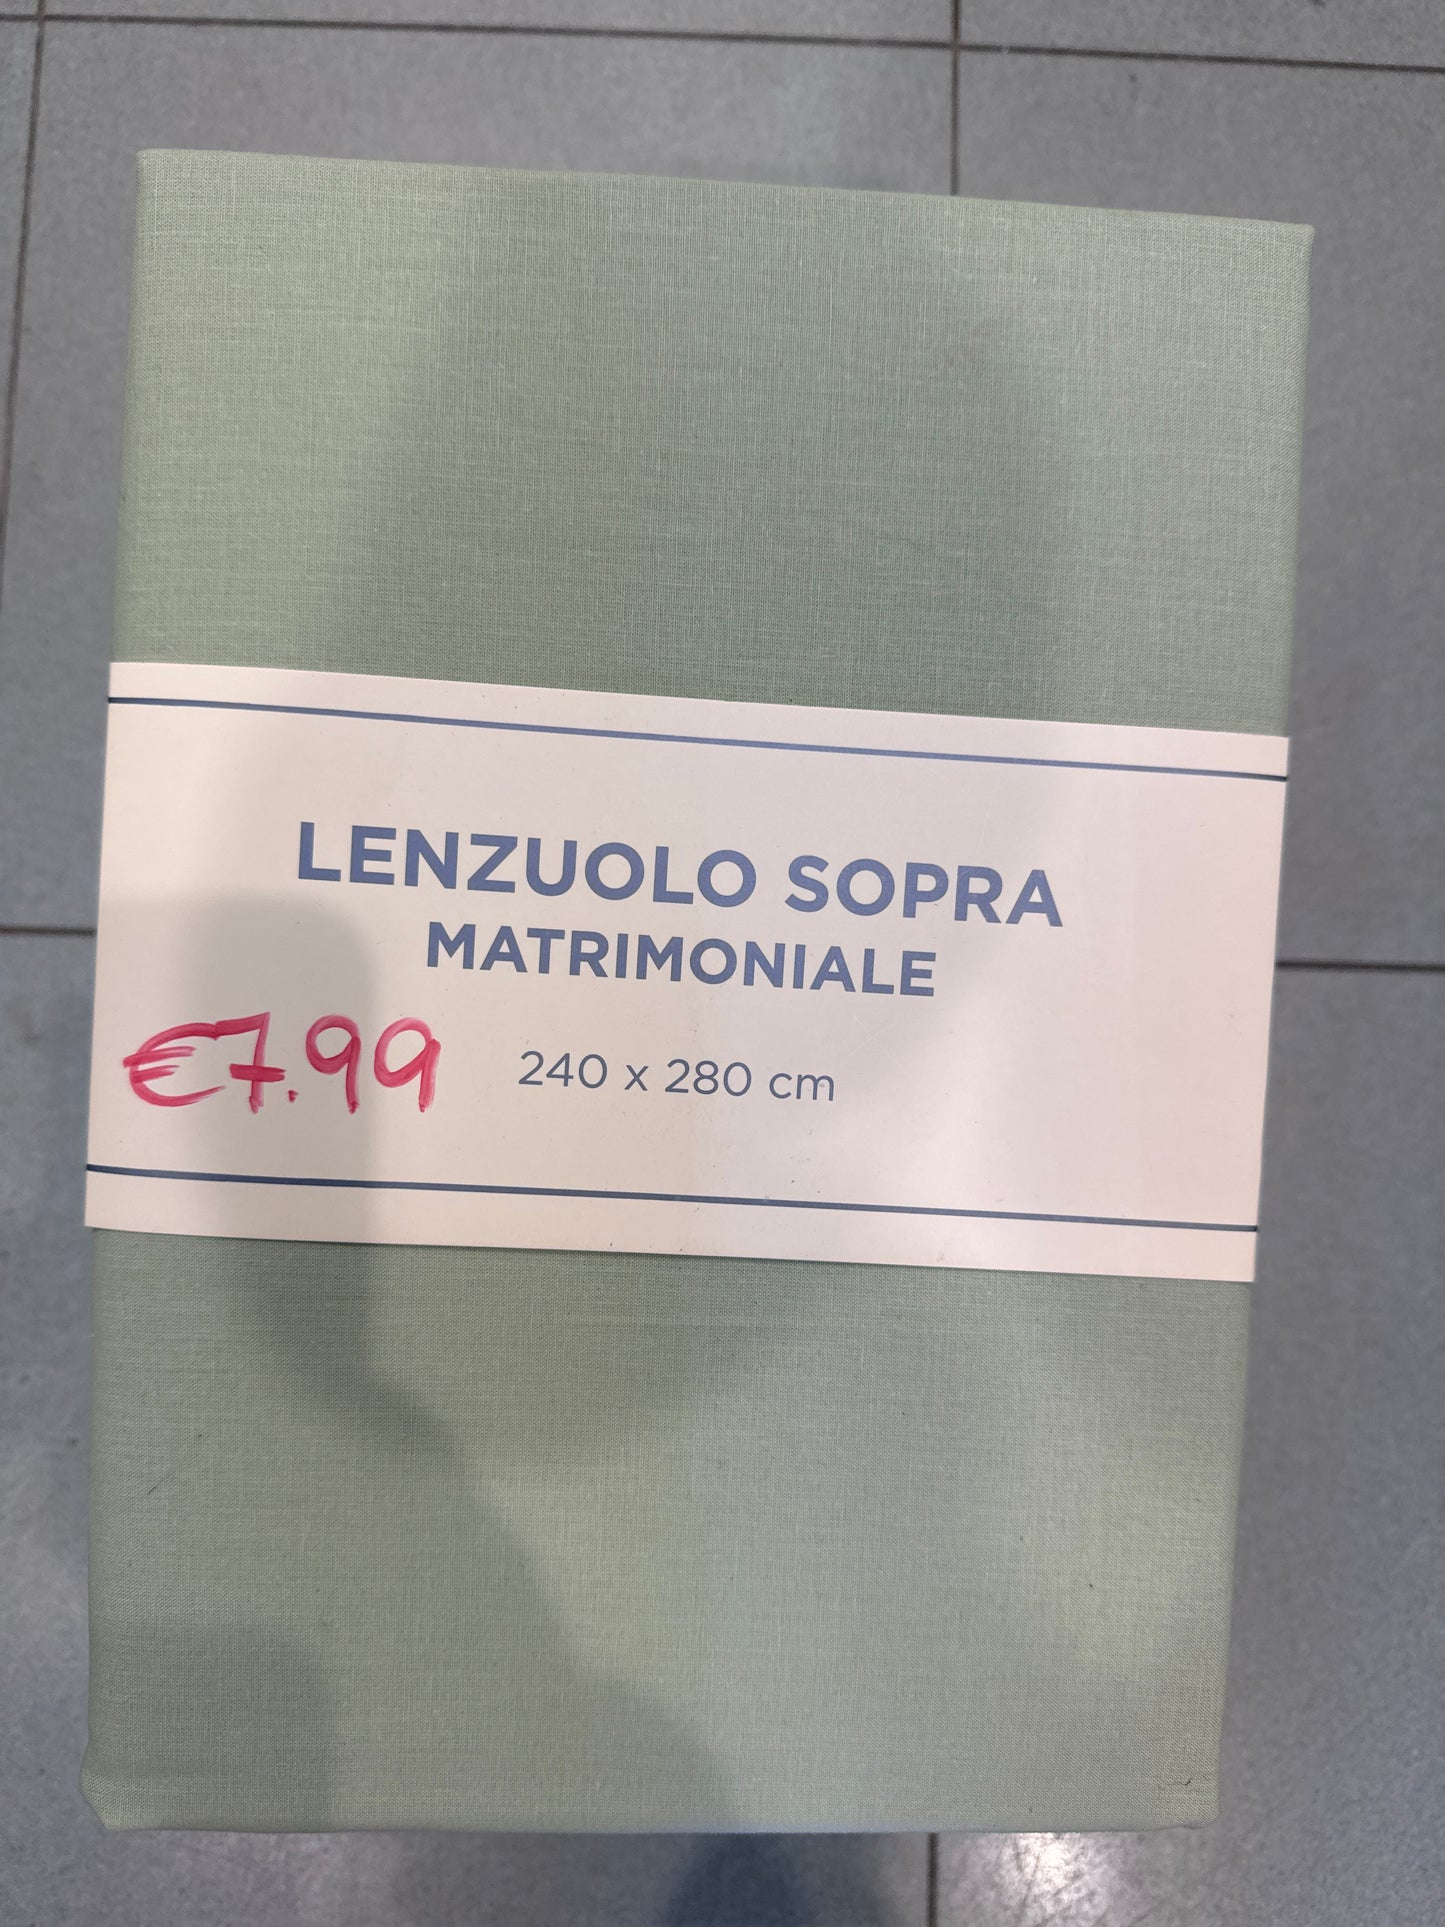 LENZUOLO SOPRA
MATRIMONIALE
€7.99
240 x 280 cm